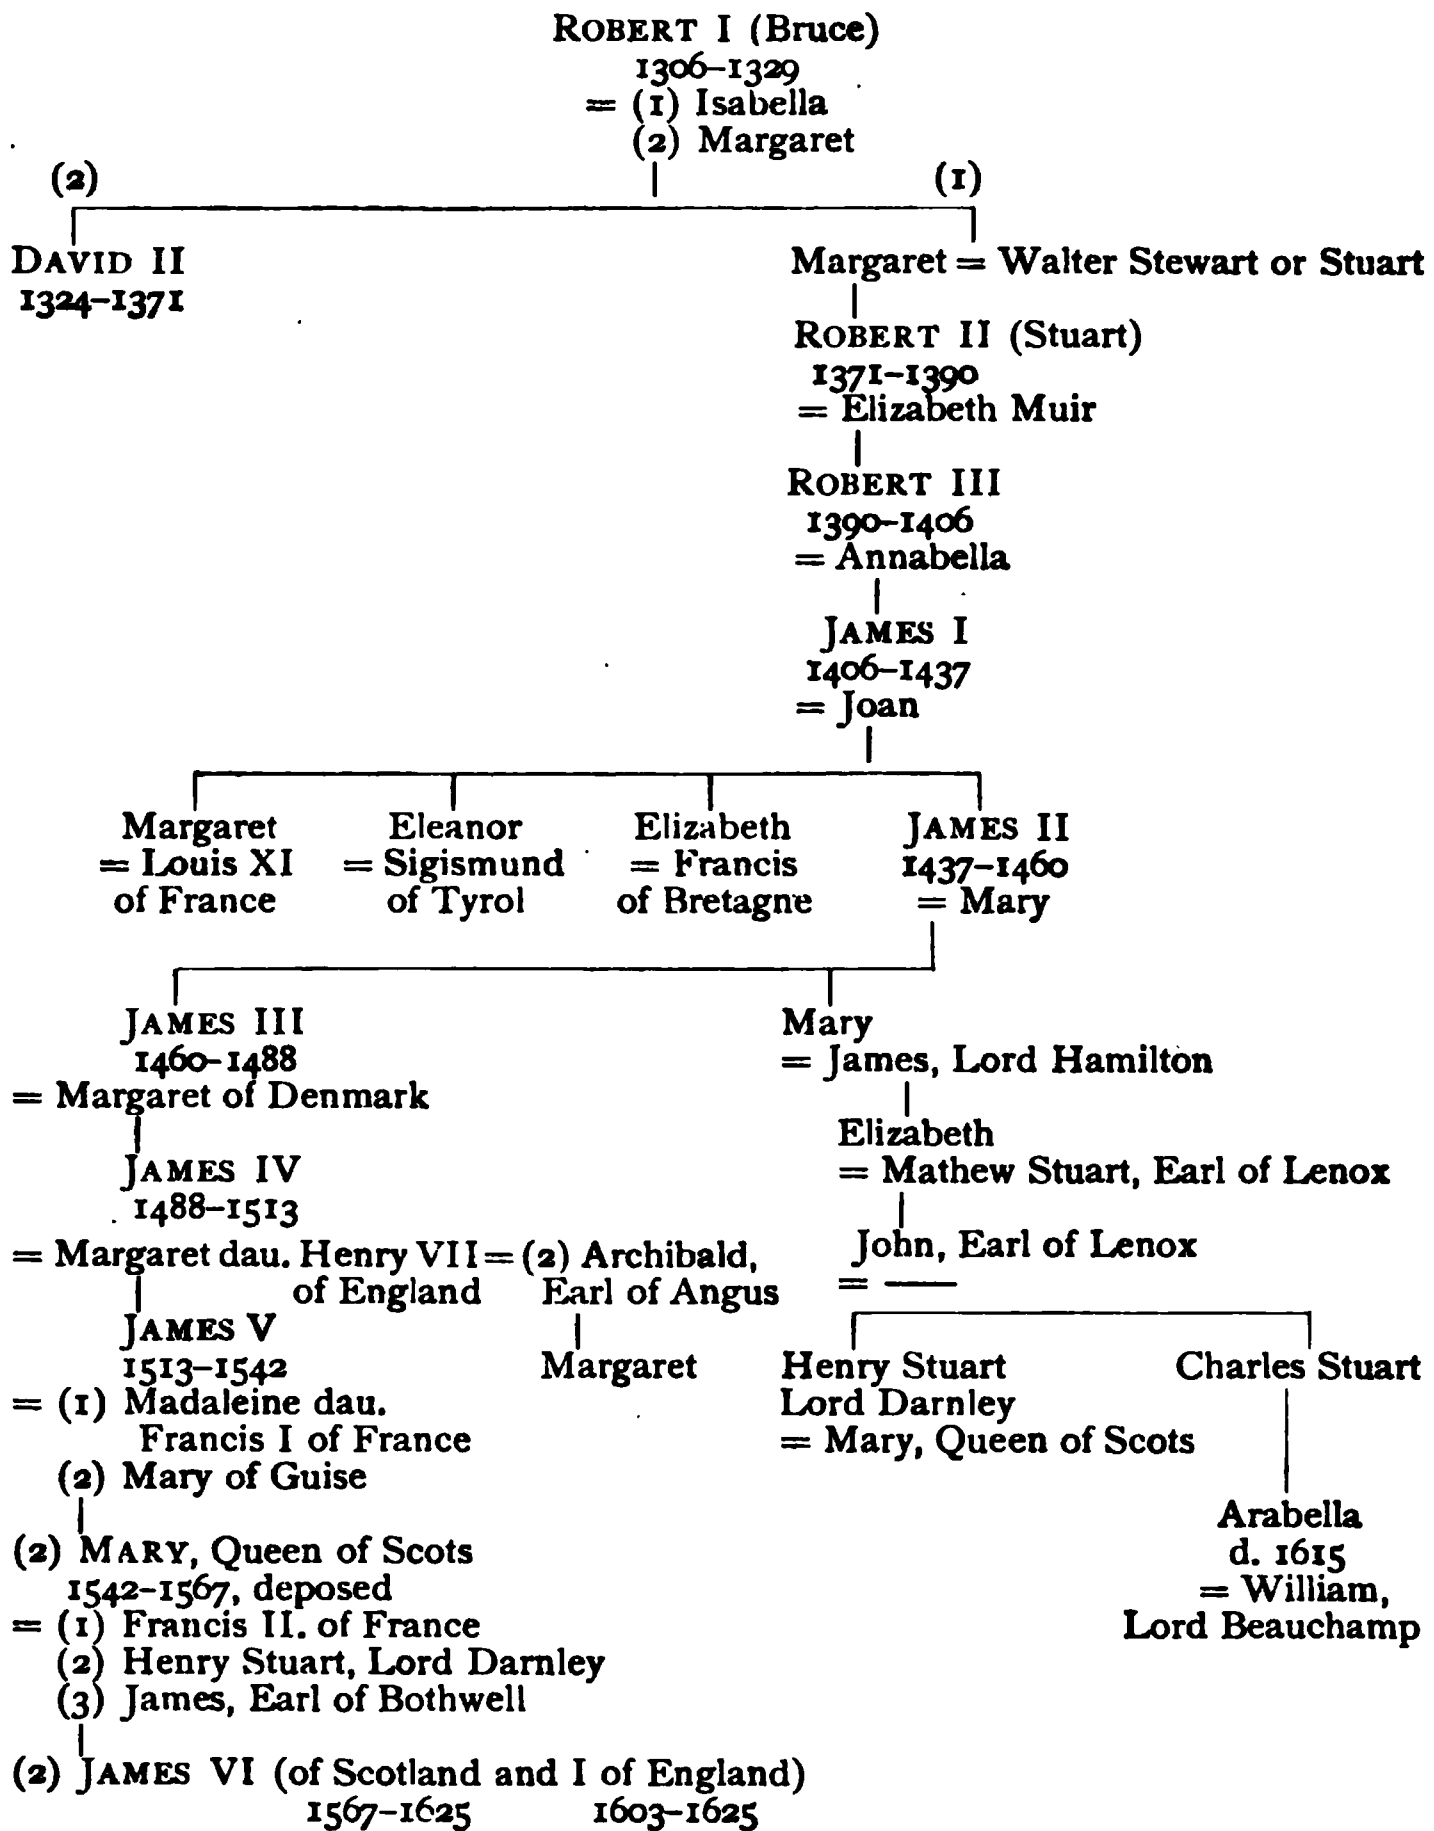 ROBERT I (Bruce)
1306–1329
= (1) Isabella
(2) Margaret
(2)
(1)
DAVID II
1324–1371
Margaret = Walter Stewart or Stuart
ROBERT II (Stuart)
1371–1390
= Elizabeth Muir
ROBERT III
1390–1406
= Annabella
JAMES I
1406–1437
= Joan
Margaret
= Louis XI
of France
Eleanor
= Sigismund
of Tyrol
Elizabeth
= Francis
of Bretagne
JAMES II
1437–1460
= Mary
JAMES III
1460–1488
= Margaret of Denmark
JAMES IV
1488–1513
= Margaret dau. Henry VII = (2) Archibald,
of England Earl of Angus
JAMES V
1513–1542
= (1) Madaleine dau.
Francis I of France
(2) Mary of Guise
Margaret
(2) MARY, Queen of Scots
1542–1567, deposed
= (1) Francis II. of France
(2) Henry Stuart, Lord Darnley
(3) James, Earl of Bothwell
(2) JAMES VI (of Scotland and I of England)
1567–1625 1603–1625
Mary
= James, Lord Hamilton
Elizabeth
= Mathew Stuart, Earl of Lenox
John, Earl of Lenox
= ——
Henry Stuart
Lord Darnley
= Mary, Queen of Scots
Charles Stuart
Arabella
d. 1615
= William,
Lord Beauchamp